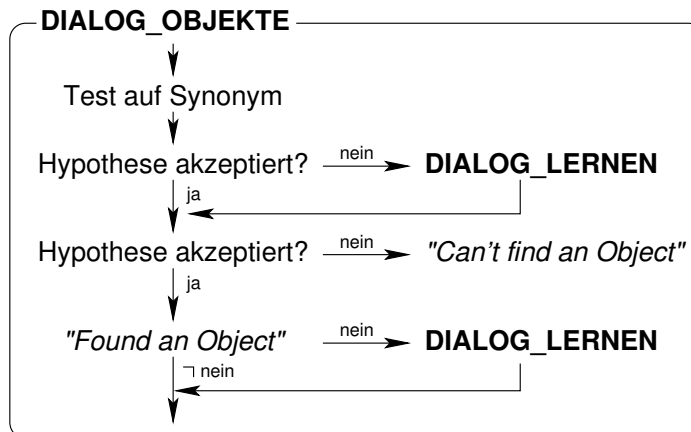 DIALOG_OBJEKTE
Test auf Synonym
Hypothese akzeptiert? nein DIALOG_LERNEN
ja
Hypothese akzeptiert? nein "Can't find an Object"
ja
"Found an Object" nein DIALOG_LERNEN
¬ nein